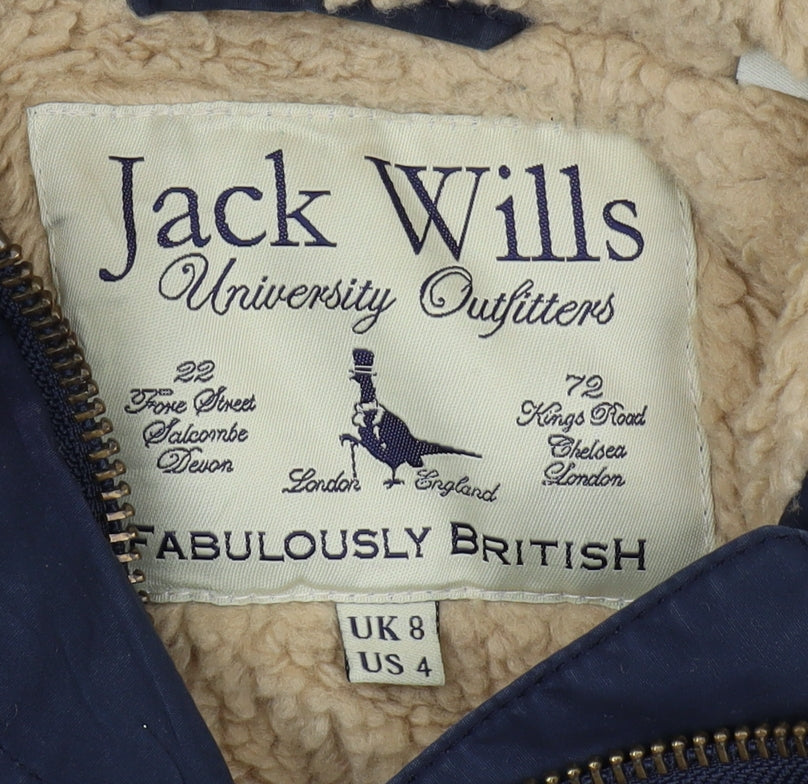 Jack Wills
University Outfitters
22
Fore Street
Salcombe
Devon
72
Kings Road
Chelsea
London
London England
FABULOUSLY BRITISH
UK 8
US 4